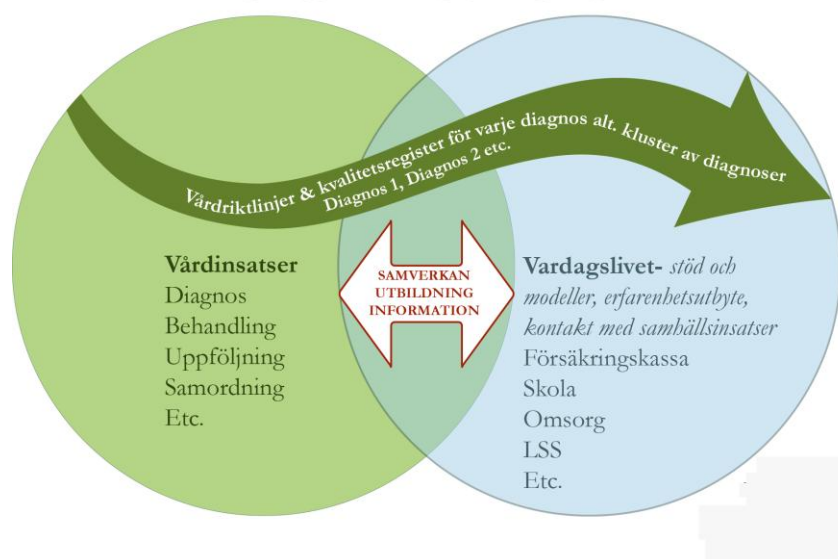 Vårdriktlinjer & kvalitetsregister för varje diagnos alt. kluster av diagnoser
Diagnos 1, Diagnos 2 etc.
Vårdinsatser
Diagnos
Behandling
Uppföljning
Samordning
Etc.
SAMVERKAN
UTBILDNING
INFORMATION
Vardagslivet- stöd och
modeller, erfarenhetsutbyte,
kontakt med samhällsinsatser
Försäkringskassa
Skola
Omsorg
LSS
Etc.